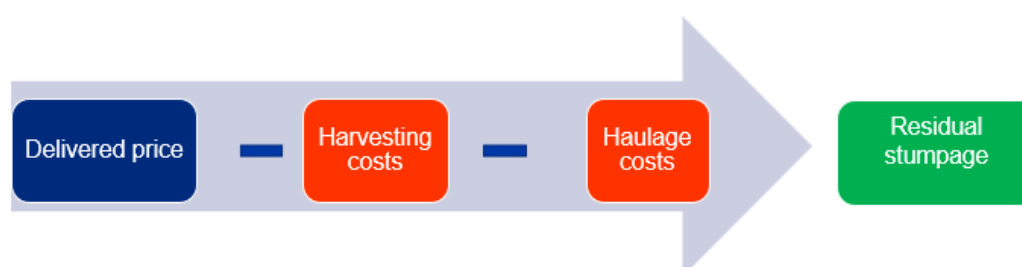 Delivered price
Harvesting
costs
Haulage
costs
Residual
stumpage